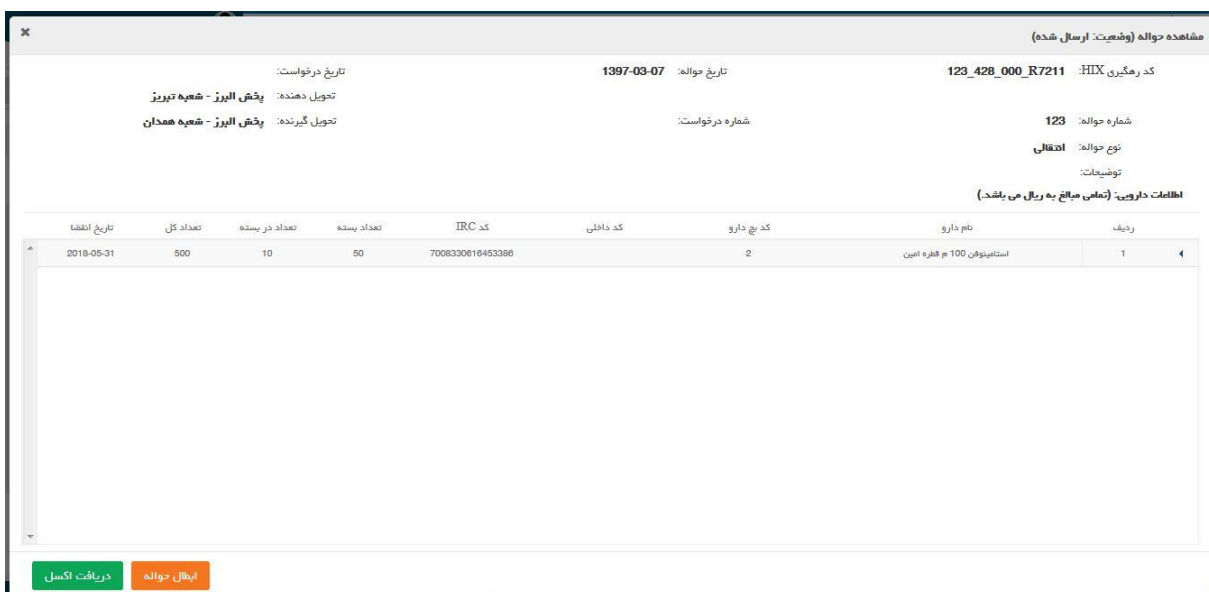 مشاهده حواله (وضعیت: ارسال شده)
کد رهگیری HIX: 123_428_000_R7211 تاریخ حواله: 1397-03-07 تاریخ درخواست:
تحویل دهنده: پخش البرز - شعبه تبریز
شماره حواله: 123 شماره درخواست: تحویل گیرنده: پخش البرز - شعبه همدان
نوع حواله: انتقالی
توضیحات:
اطلاعات دارویی: (تمامی مبالغ به ریال می باشد.)
ردیف نام دارو کد بچ دارو کد داخلی کد IRC تعداد بسته تعداد در بسته تعداد کل تاریخ انقضا
1 استامینوفن 100 م قطره امین 2 7008330616453386 50 10 500 2018-05-31
ابطال حواله دریافت اکسل